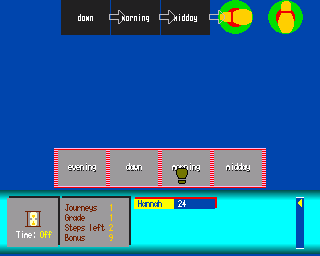 dawn Morning Midday
evening dawn morning midday
Time: Off
Journeys 1
Grade 1
Steps left 2
Bonus 9
Hannah 24